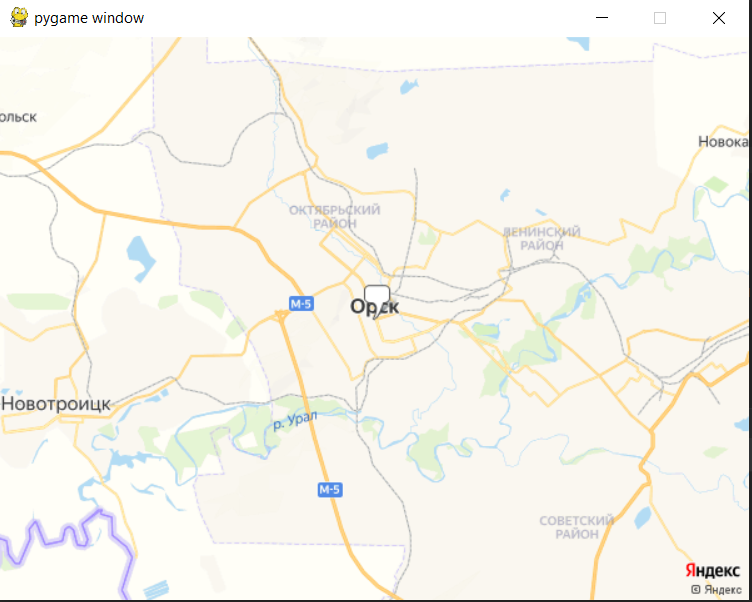 pygame window
ольск
Новока
ОКТЯБРЬСКИЙ
РАЙОН
ЛЕНИНСКИЙ
РАЙОН
М-5
Орск
Новотроицк
р. Урал
М-5
СОВЕТСКИЙ
РАЙОН
Яндекс
© Яндекс